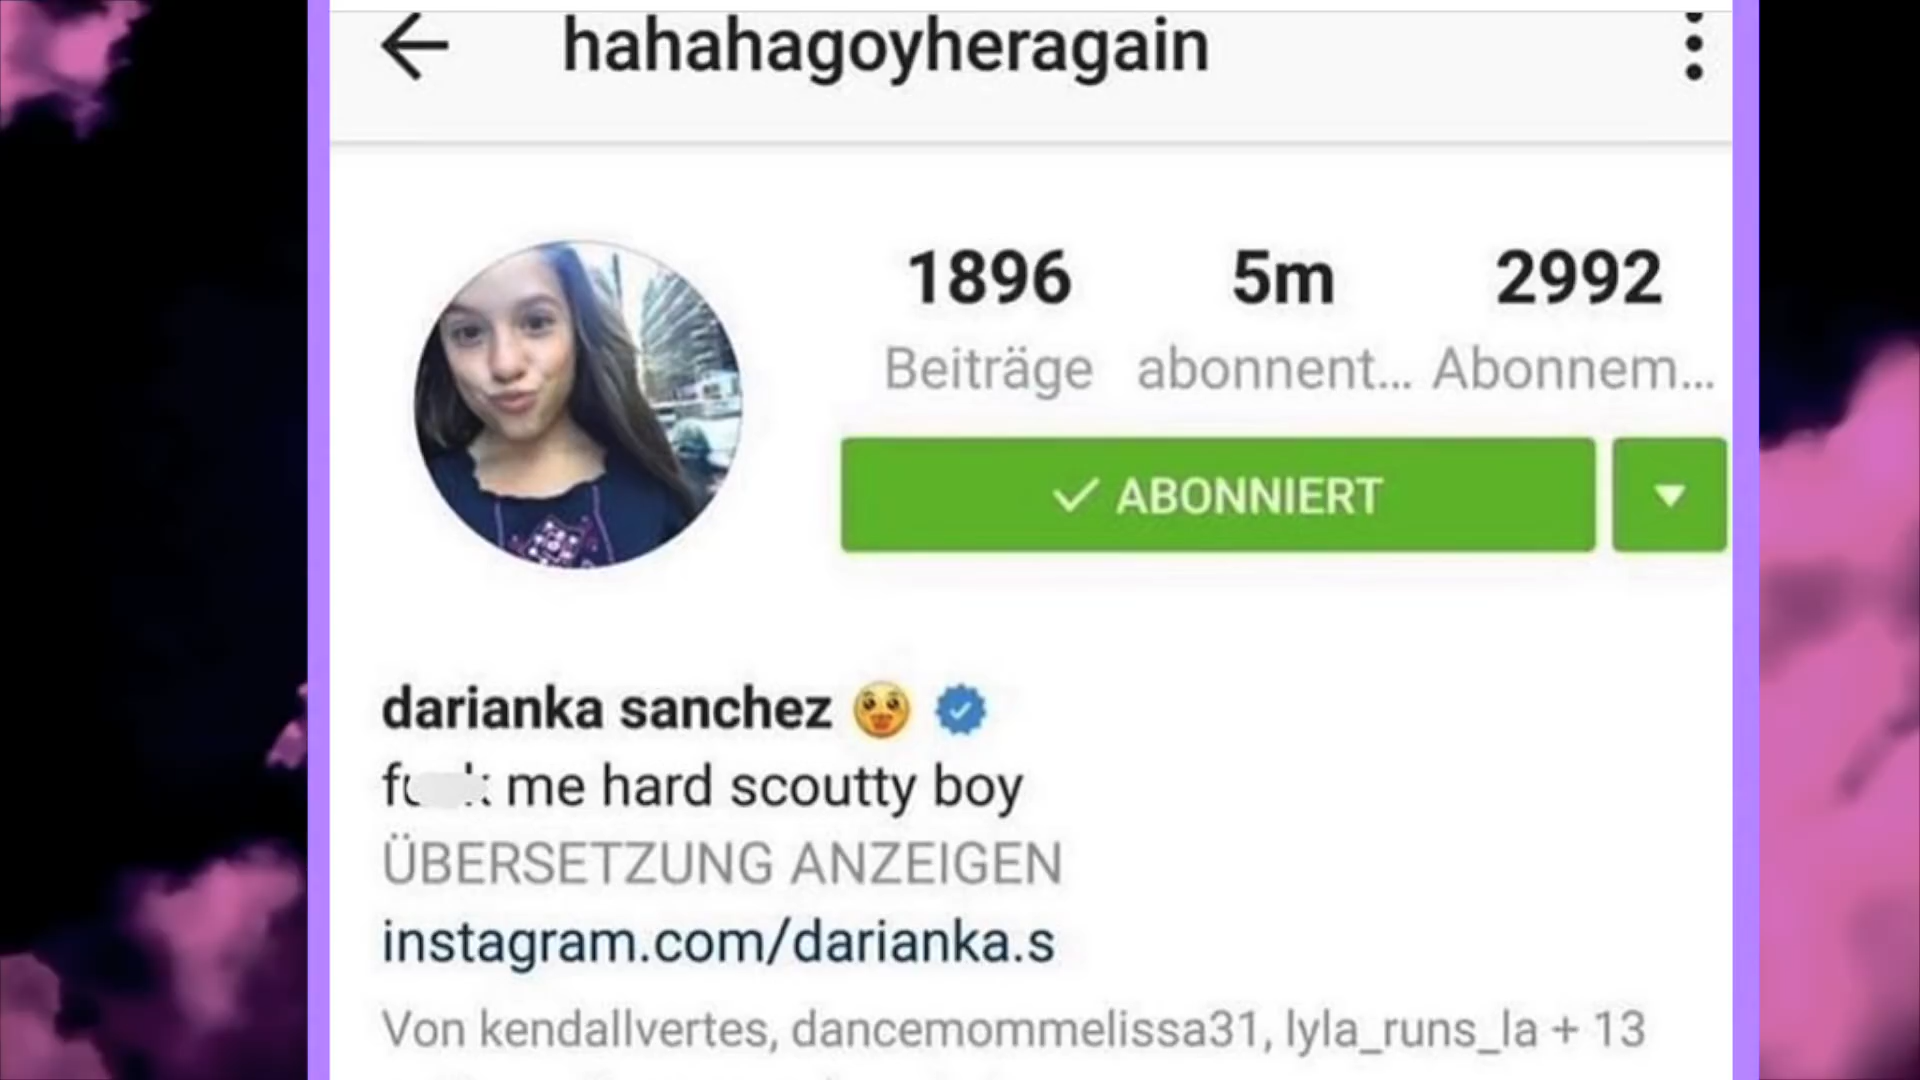 hahahagoyheragain
1896 5m 2992
Beiträge abonnent... Abonnem...
ABONNIERT
darianka sanchez
me hard scoutty boy
ÜBERSETZUNG ANZEIGEN
instagram.com/darianka.s
Von kendallvertes, dancemommelissa31, lyla_runs_la + 13